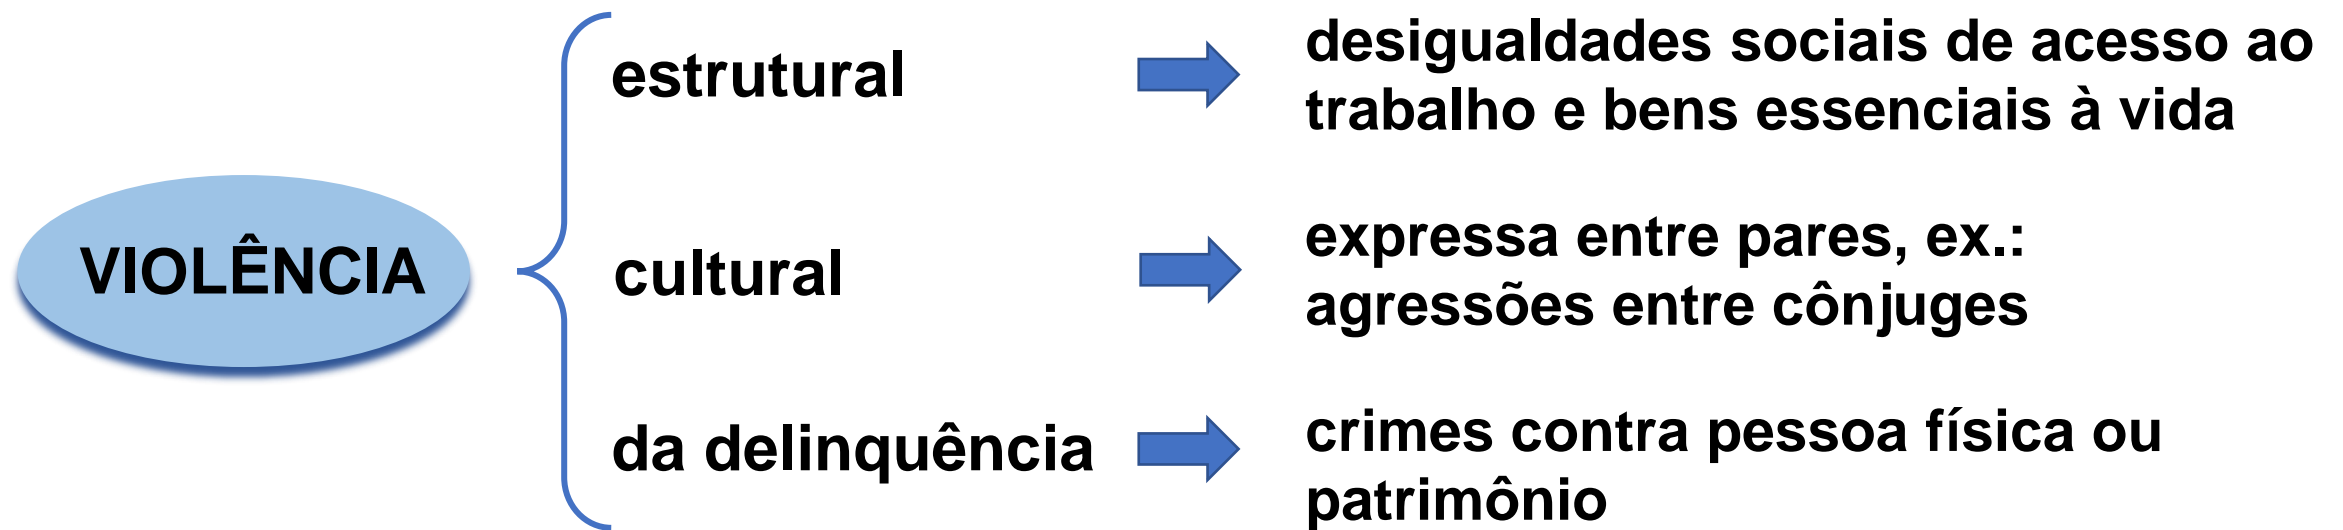 VIOLÊNCIA
estrutural
desigualdades sociais de acesso ao
trabalho e bens essenciais à vida
cultural
expressa entre pares, ex.:
agressões entre cônjuges
da delinquência
crimes contra pessoa física ou
patrimônio